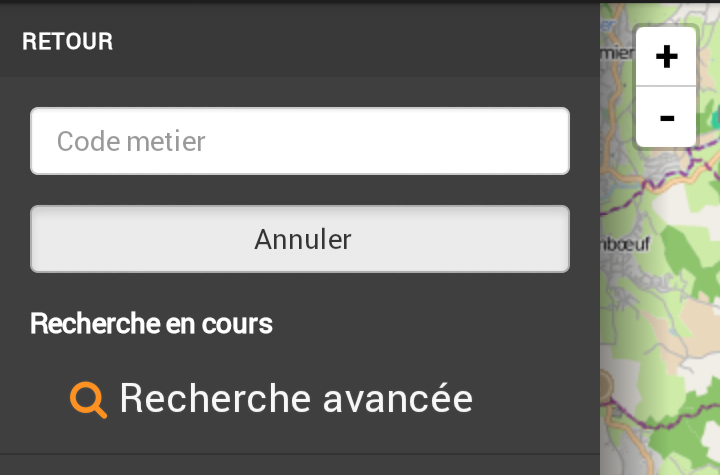 RETOUR
Code metier
Annuler
Recherche en cours
Recherche avancée
+
-